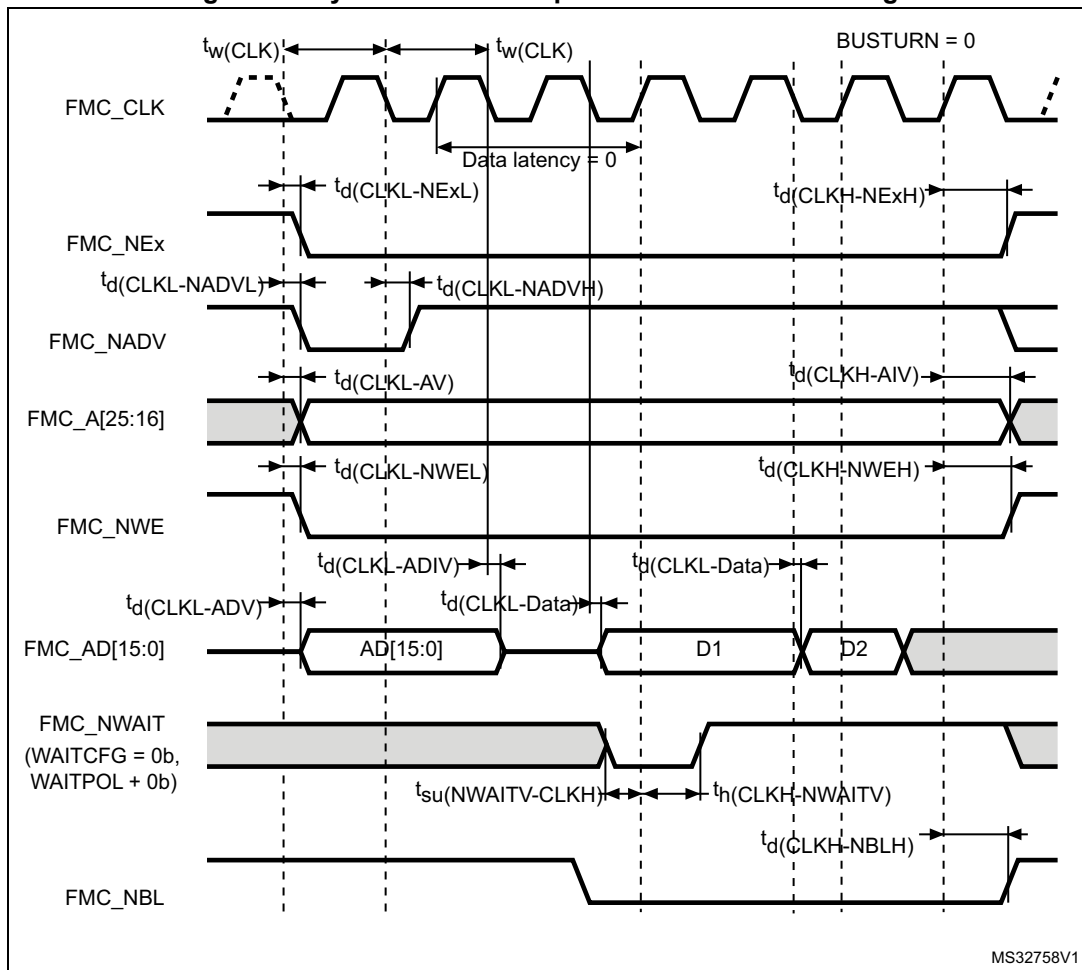 BUSTURN = 0
tw(CLK) tw(CLK)
FMC_CLK
Data latency = 0
td(CLKL-NExL) td(CLKH-NExH)
FMC_NEx
td(CLKL-NADVL) td(CLKL-NADVH)
FMC_NADV
td(CLKL-AV) td(CLKH-AIV)
FMC_A[25:16]
td(CLKL-NWEL) td(CLKH-NWEH)
FMC_NWE
td(CLKL-ADIV) td(CLKL-Data)
td(CLKL-ADV) td(CLKL-Data)
FMC_AD[15:0] AD[15:0] D1 D2
FMC_NWAIT
(WAITCFG = 0b,
WAITPOL + 0b)
tsu(NWAITV-CLKH) th(CLKH-NWAITV)
td(CLKH-NBLH)
FMC_NBL
MS32758V1